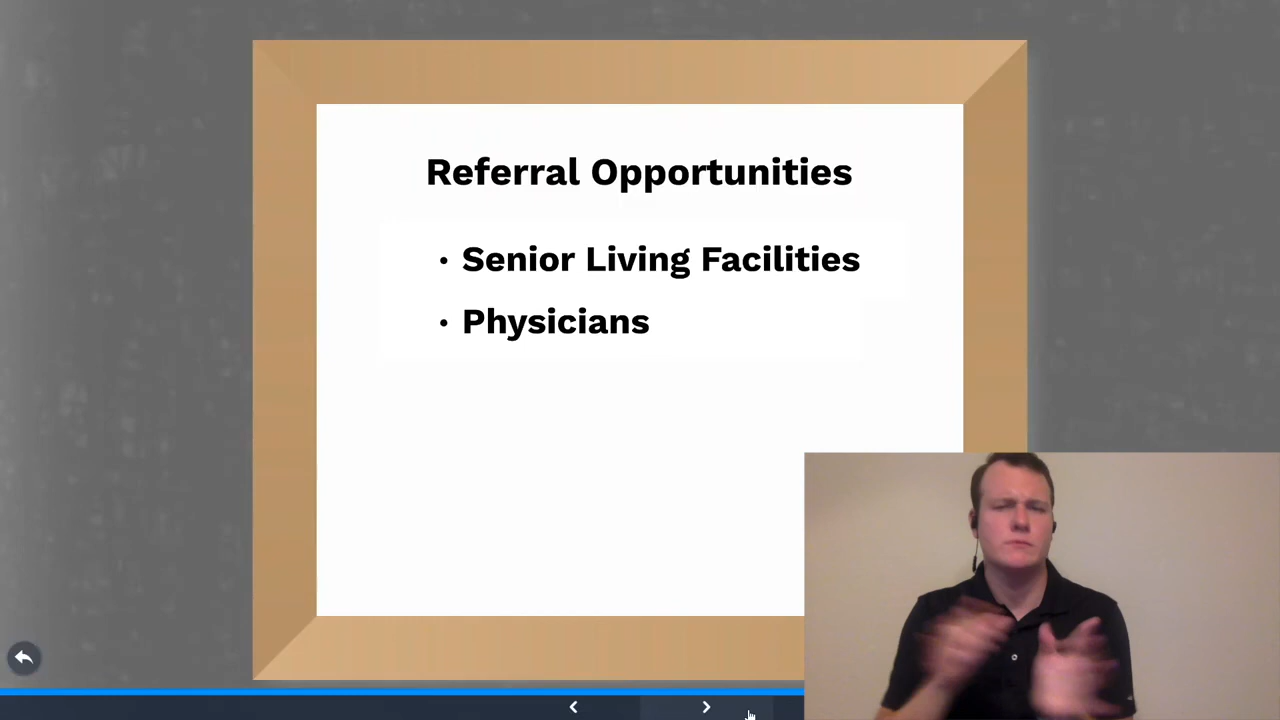 Referral Opportunities
• Senior Living Facilities
• Physicians